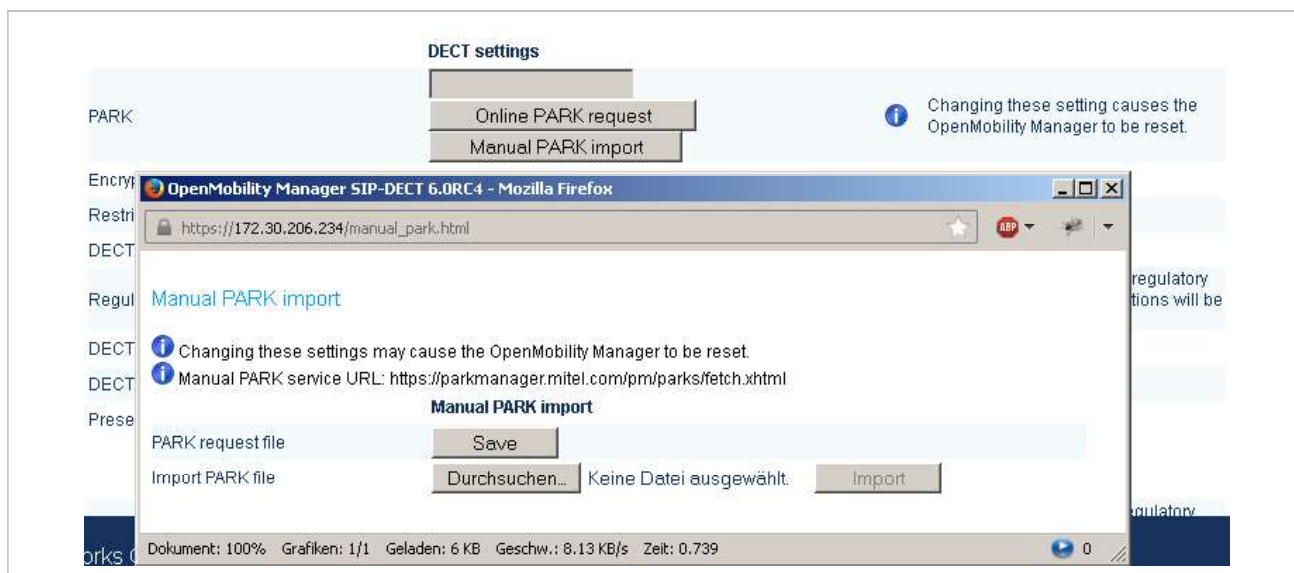 DECT settings
PARK
Online PARK request
Manual PARK import
Changing these setting causes the
OpenMobility Manager to be reset.
Encryp
Restri
DECT
Regul
DECT
DECT
Prese
OpenMobility Manager SIP-DECT 6.0RC4 - Mozilla Firefox
https://172.30.206.234/manual_park.html
ABP
Manual PARK import
Changing these settings may cause the OpenMobility Manager to be reset.
Manual PARK service URL: https://parkmanager.mitel.com/pm/parks/fetch.xhtml
Manual PARK import
PARK request file
Save
Import PARK file
Durchsuchen... Keine Datei ausgewählt.
Import
regulatory
tions will be
egulatory
orks
Dokument: 100% Grafiken: 1/1 Geladen: 6 KB Geschw.: 8.13 KB/s Zeit: 0.739
0